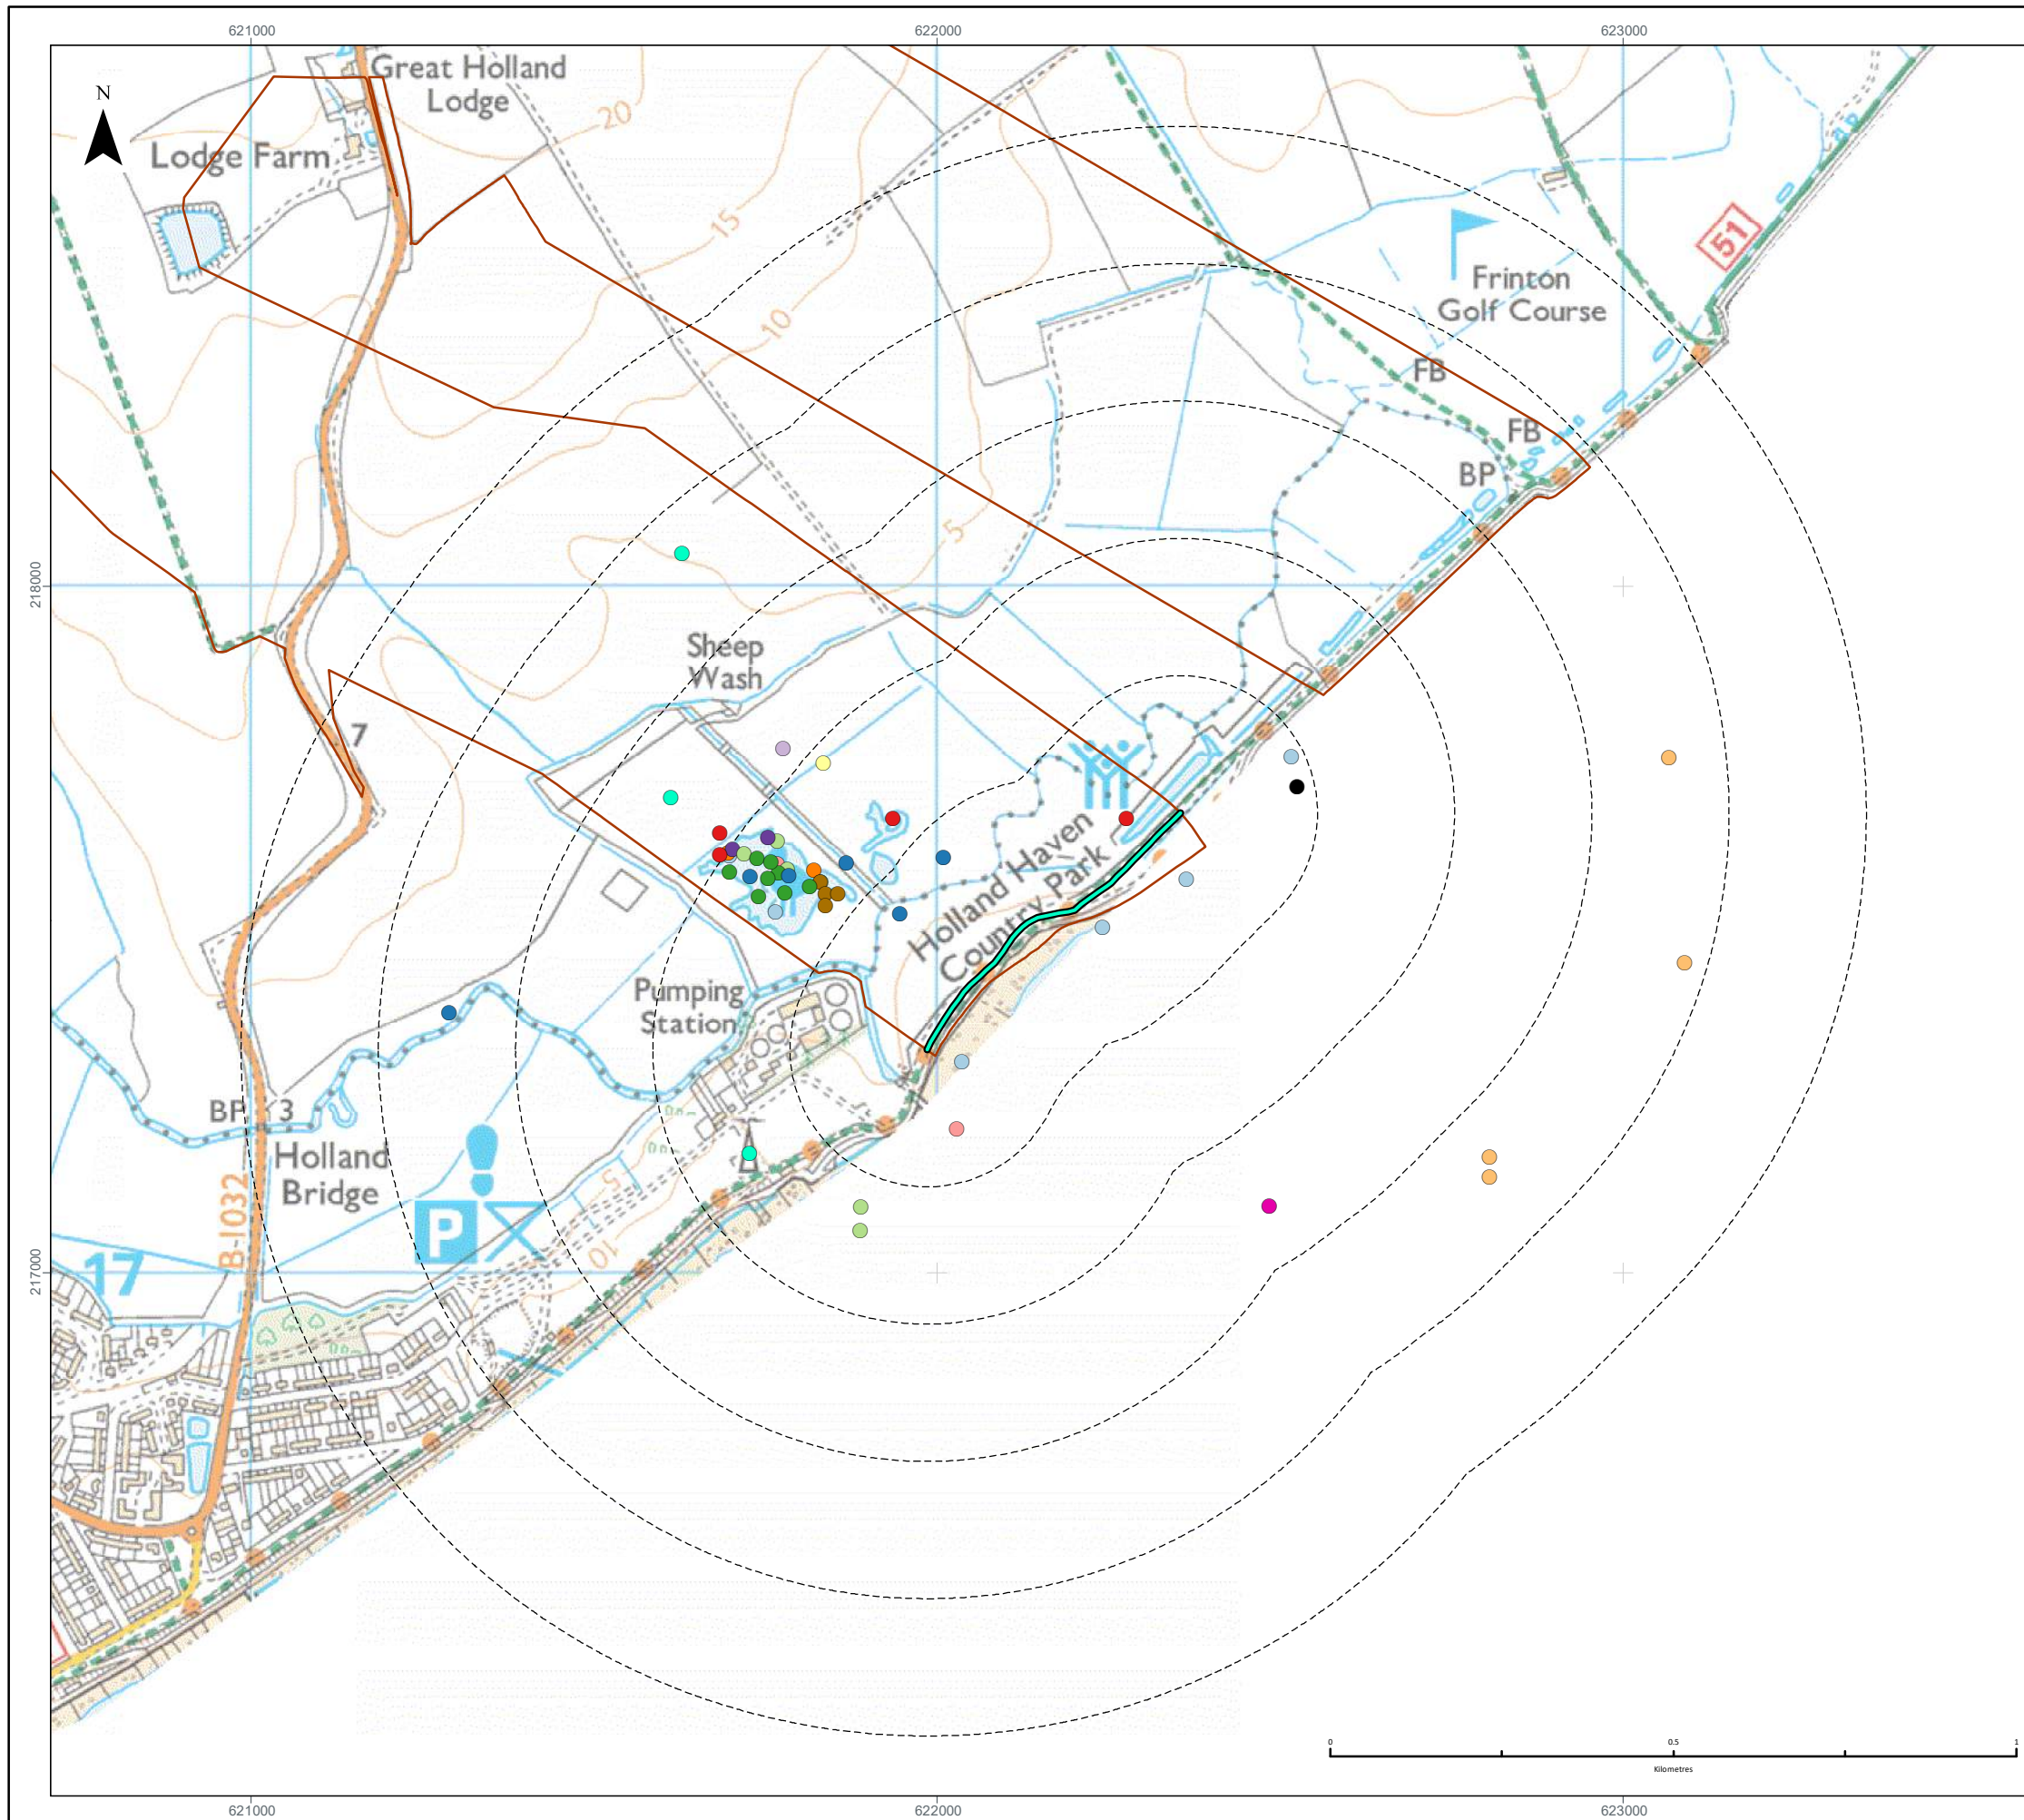 621000
622000
623000
N
Great Holland
Lodge
20
Lodge Farm
15
51
Frinton
Golf Course
10
FB
FB
BP
5
218000
Sheep
Wash
7
Holland Haven
Country Park
Pumping
Station
BP
3
Holland
Bridge
B1032
5
P
10
17
217000
0
0.5
1
Kilometres
621000
622000
623000